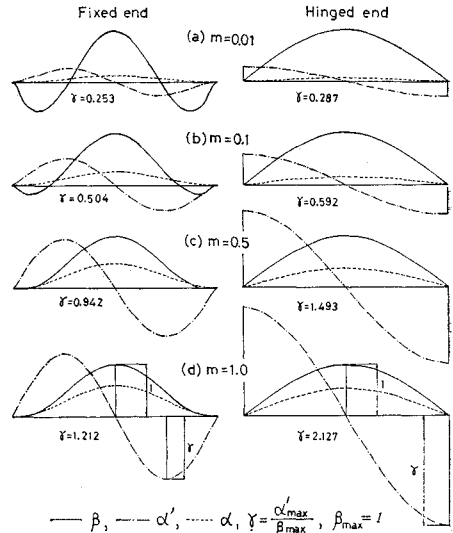 Fixed end Hinged end
(a) m=0.01
γ=0.253 γ=0.287
(b) m=0.1
γ=0.504 γ=0.592
(c) m=0.5
γ=0.942 γ=1.493
(d) m=1.0
1 1
γ=1.212 γ γ=2.127 γ
β, α′, α, γ=α′max/βmax, βmax=1